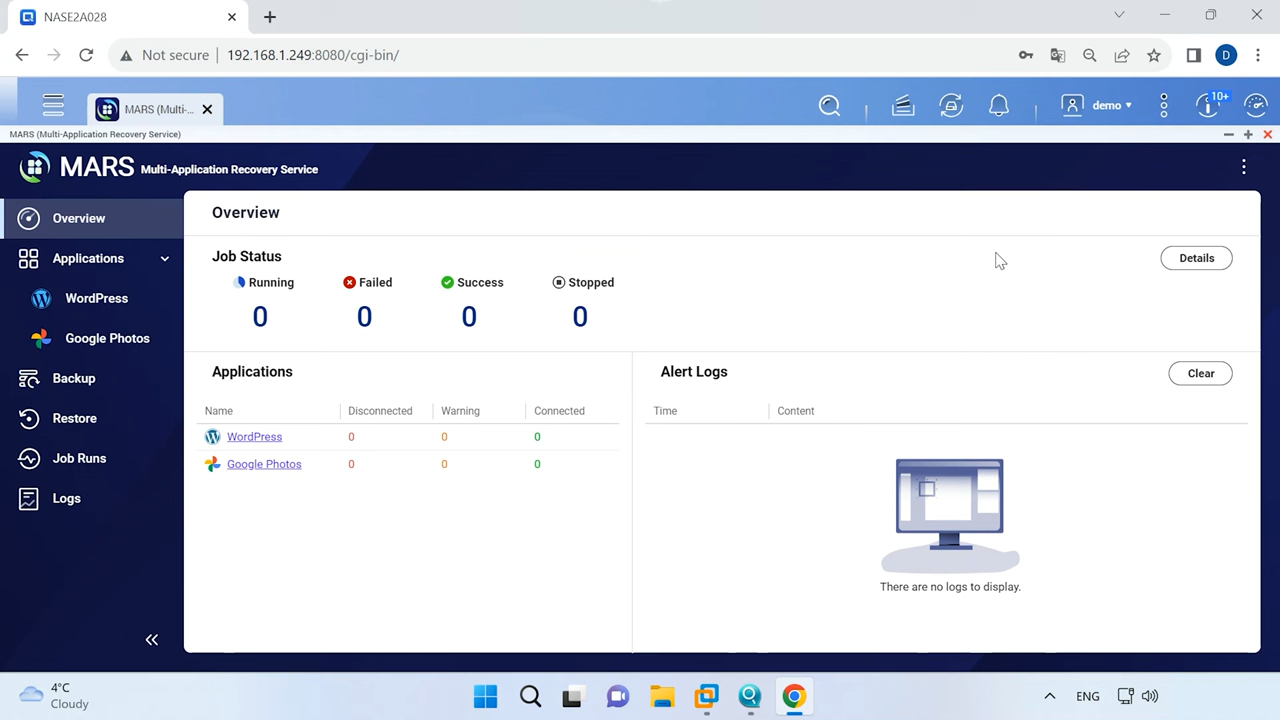 NASE2A028
Not secure
192.168.1.249:8080/cgi-bin/
D
MARS (Multi-...
demo
10+
MARS (Multi-Application Recovery Service)
MARS Multi-Application Recovery Service
Overview
Applications
WordPress
Google Photos
Backup
Restore
Job Runs
Logs
Overview
Job Status
Details
Running
Failed
Success
Stopped
0
0
0
0
Applications
Name
Disconnected
Warning
Connected
WordPress
0
0
0
Google Photos
0
0
0
Alert Logs
Clear
Time
Content
There are no logs to display.
4°C
Cloudy
ENG